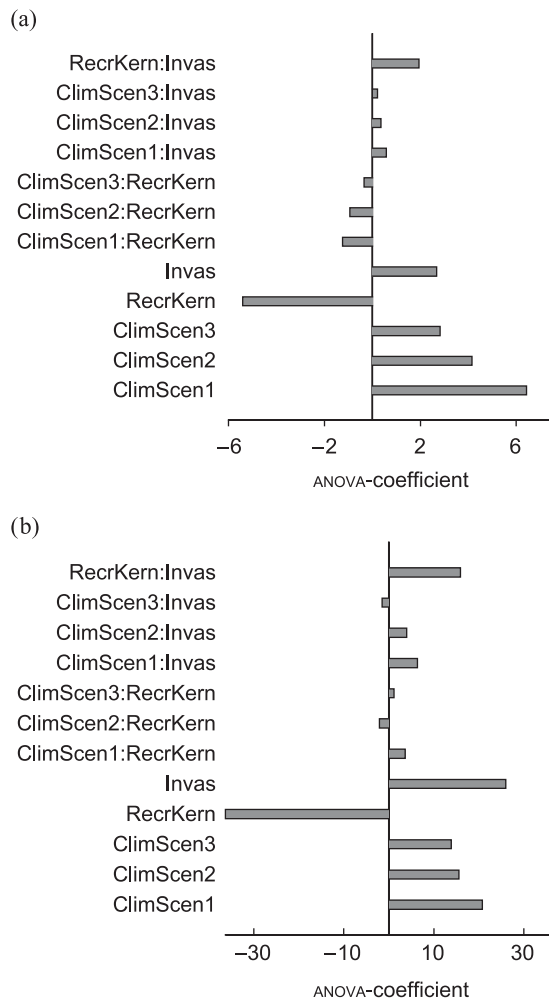 (a)
RecrKern:Invas
ClimScen3:Invas
ClimScen2:Invas
ClimScen1:Invas
ClimScen3:RecrKern
ClimScen2:RecrKern
ClimScen1:RecrKern
Invas
RecrKern
ClimScen3
ClimScen2
ClimScen1
–6 –2 2 6
ANOVA-coefficient
(b)
RecrKern:Invas
ClimScen3:Invas
ClimScen2:Invas
ClimScen1:Invas
ClimScen3:RecrKern
ClimScen2:RecrKern
ClimScen1:RecrKern
Invas
RecrKern
ClimScen3
ClimScen2
ClimScen1
–30 –10 10 30
ANOVA-coefficient